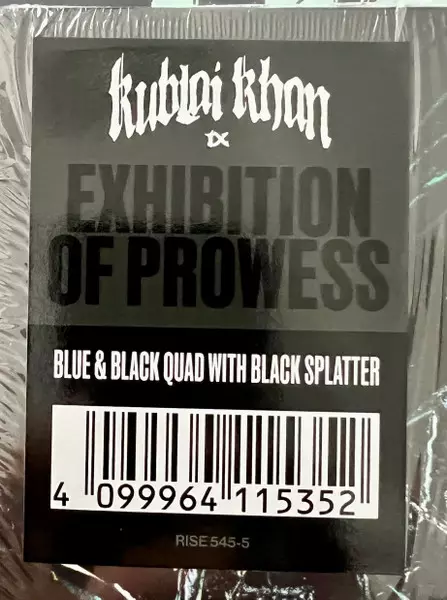 Kublai Khan
TX
EXHIBITION
OF PROWESS
BLUE & BLACK QUAD WITH BLACK SPLATTER
4 099964 115352
RISE 545-5